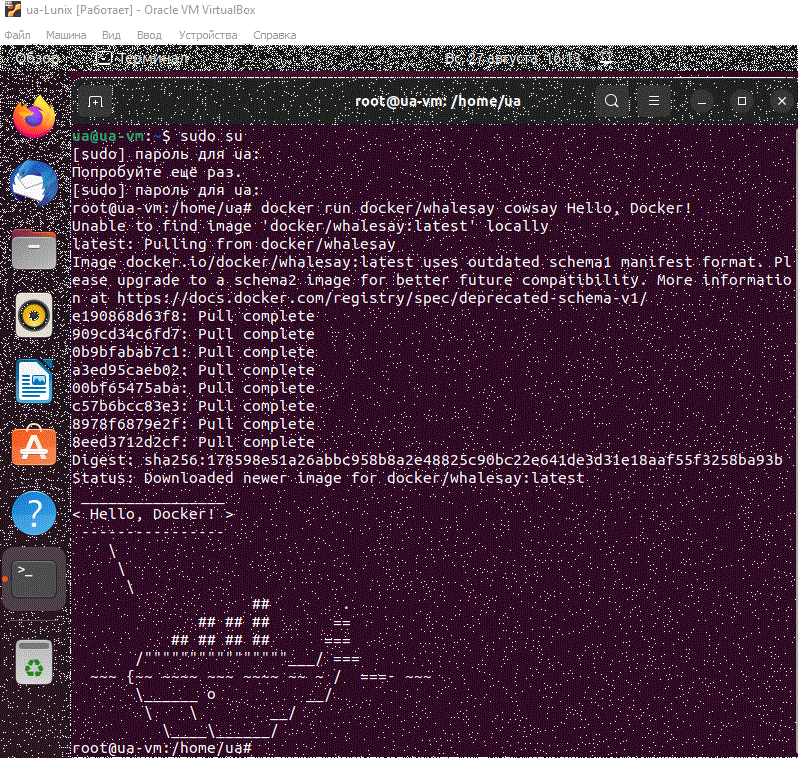 ua-Lunix [Работает] - Oracle VM VirtualBox
Файл Машина Вид Ввод Устройства Справка
Обзор Терминал Вс, 27 августа 16:13
root@ua-vm: /home/ua
ua@ua-vm:~$ sudo su
[sudo] пароль для ua:
Попробуйте ещё раз.
[sudo] пароль для ua:
root@ua-vm:/home/ua# docker run docker/whalesay cowsay Hello, Docker!
Unable to find image 'docker/whalesay:latest' locally
latest: Pulling from docker/whalesay
Image docker.io/docker/whalesay:latest uses outdated schema1 manifest format. Pl
ease upgrade to a schema2 image for better future compatibility. More informatio
n at https://docs.docker.com/registry/spec/deprecated-schema-v1/
e190868d63f8: Pull complete
909cd34c6fd7: Pull complete
0b9bfabab7c1: Pull complete
a3ed95caeb02: Pull complete
00bf65475aba: Pull complete
c57b6bcc83e3: Pull complete
8978f6879e2f: Pull complete
8eed3712d2cf: Pull complete
Digest: sha256:178598e51a26abbc958b8a2e48825c90bc22e641de3d31e18aaf55f3258ba93b
Status: Downloaded newer image for docker/whalesay:latest
 _______________
< Hello, Docker! >
 ----------------
    \
     \
      \
                    ##         .
              ## ## ##        ==
           ## ## ## ##       ===
       /""""""""""""""""___/ ===
  ~~~ {~~ ~~~~ ~~~ ~~~~ ~~ ~ /  ===- ~~~
       \______ o          __/
        \    \        __/
          \____\______/
root@ua-vm:/home/ua#